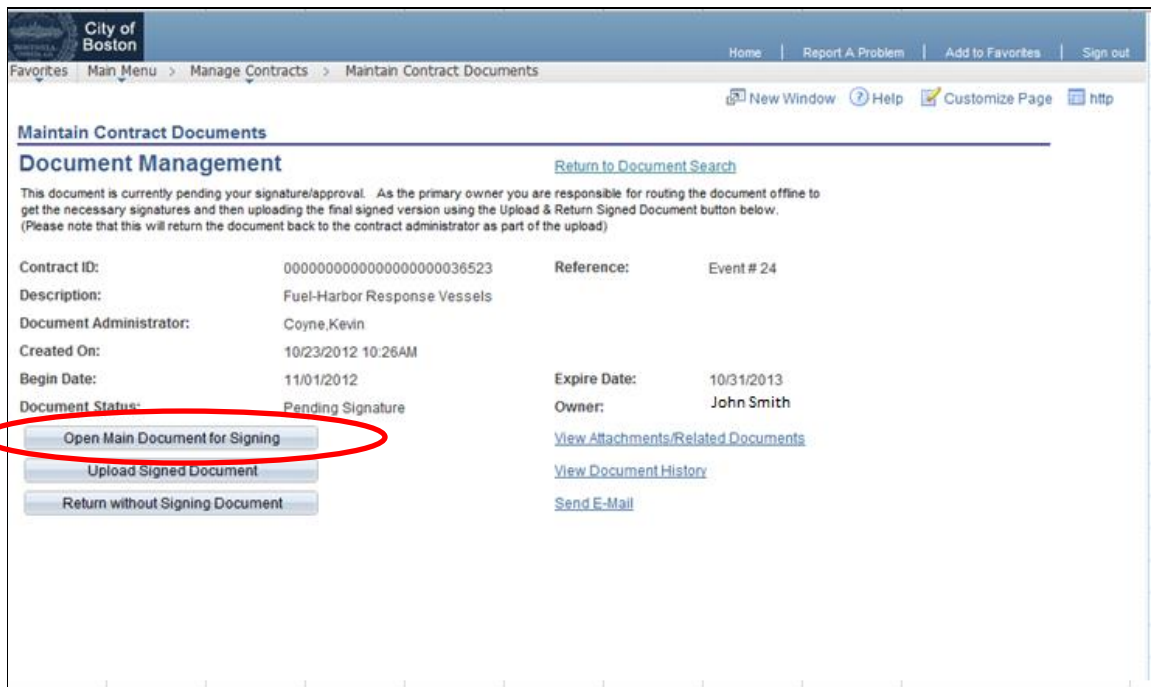 City of
Boston
Home | Report A Problem | Add to Favorites | Sign out
Favorites Main Menu > Manage Contracts > Maintain Contract Documents
New Window Help Customize Page http
Maintain Contract Documents
Document Management Return to Document Search
This document is currently pending your signature/approval. As the primary owner you are responsible for routing the document offline to
get the necessary signatures and then uploading the final signed version using the Upload & Return Signed Document button below.
(Please note that this will return the document back to the contract administrator as part of the upload)
Contract ID: 0000000000000000000036523 Reference: Event # 24
Description: Fuel-Harbor Response Vessels
Document Administrator: Coyne,Kevin
Created On: 10/23/2012 10:26AM
Begin Date: 11/01/2012 Expire Date: 10/31/2013
Document Status: Pending Signature Owner: John Smith
Open Main Document for Signing View Attachments/Related Documents
Upload Signed Document View Document History
Return without Signing Document Send E-Mail